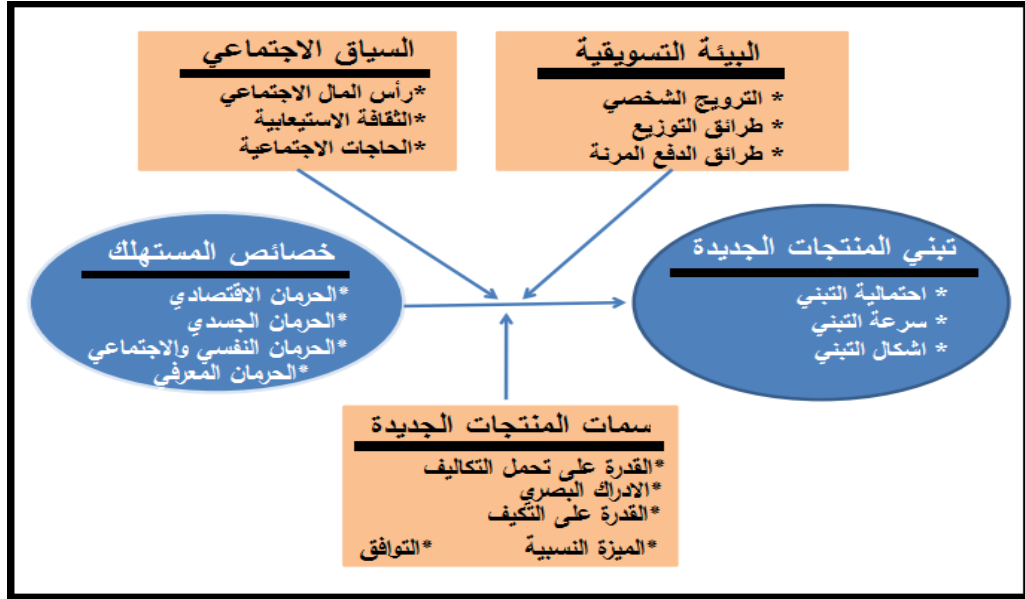 البيئة التسويقية
* الترويج الشخصي
* طرائق التوزيع
* طرائق الدفع المرنة
السياق الاجتماعي
*رأس المال الاجتماعي
*الثقافة الاستيعابية
*الحاجات الاجتماعية
خصائص المستهلك
*الحرمان الاقتصادي
*الحرمان الجسدي
*الحرمان النفسي والاجتماعي
*الحرمان المعرفي
تبني المنتجات الجديدة
* احتمالية التبني
* سرعة التبني
* اشكال التبني
سمات المنتجات الجديدة
*القدرة على تحمل التكاليف
*الادراك البصري
*القدرة على التكيف
*الميزة النسبية *التوافق